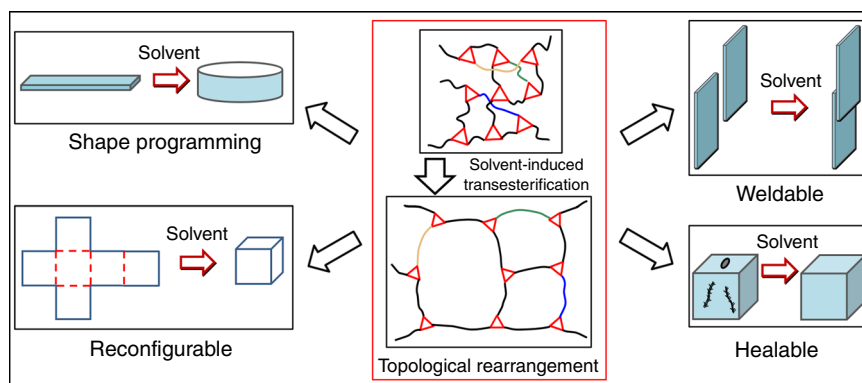 Solvent
Shape programming
Solvent
Reconfigurable
Solvent-induced
transesterification
Topological rearrangement
Solvent
Weldable
Solvent
Healable